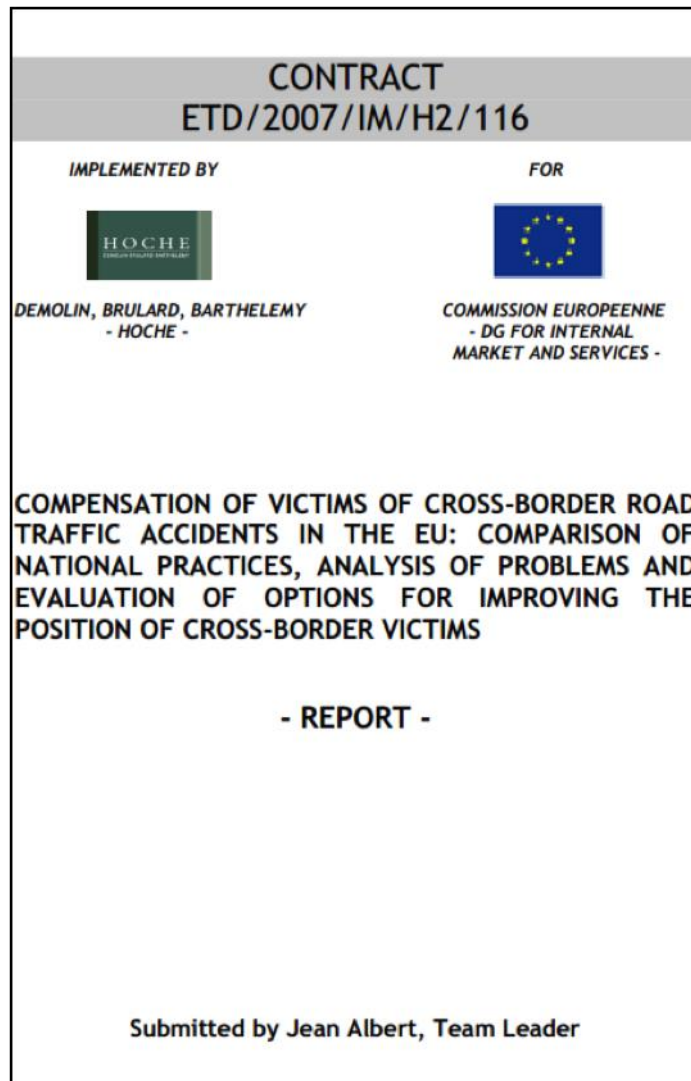 CONTRACT
ETD/2007/IM/H2/116
IMPLEMENTED BY
HOCHE
DEMOLIN, BRULARD, BARTHELEMY
- HOCHE -
FOR
COMMISSION EUROPEENNE
- DG FOR INTERNAL
MARKET AND SERVICES -
COMPENSATION OF VICTIMS OF CROSS-BORDER ROAD
TRAFFIC ACCIDENTS IN THE EU: COMPARISON OF
NATIONAL PRACTICES, ANALYSIS OF PROBLEMS AND
EVALUATION OF OPTIONS FOR IMPROVING THE
POSITION OF CROSS-BORDER VICTIMS
- REPORT -
Submitted by Jean Albert, Team Leader